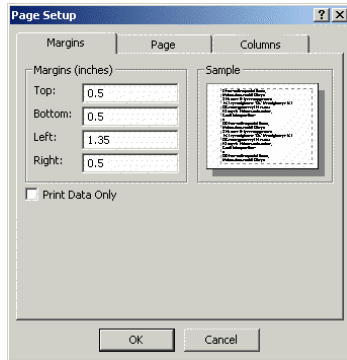 Page Setup
Margins
Page
Columns
Margins (inches)
Top: 0.5
Bottom: 0.5
Left: 1.35
Right: 0.5
Sample
Print Data Only
OK
Cancel